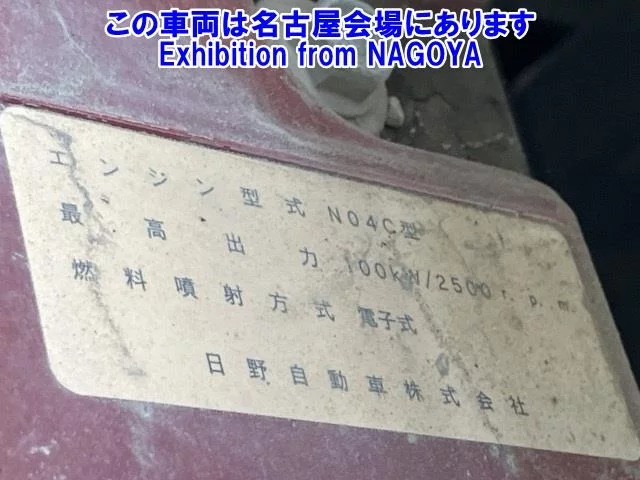 この車両は名古屋会場にあります
Exhibition from NAGOYA
エンジン型式 N04C型
最高出力 100kW/2500r.p.m
燃料噴射方式 電子式
日野自動車株式会社